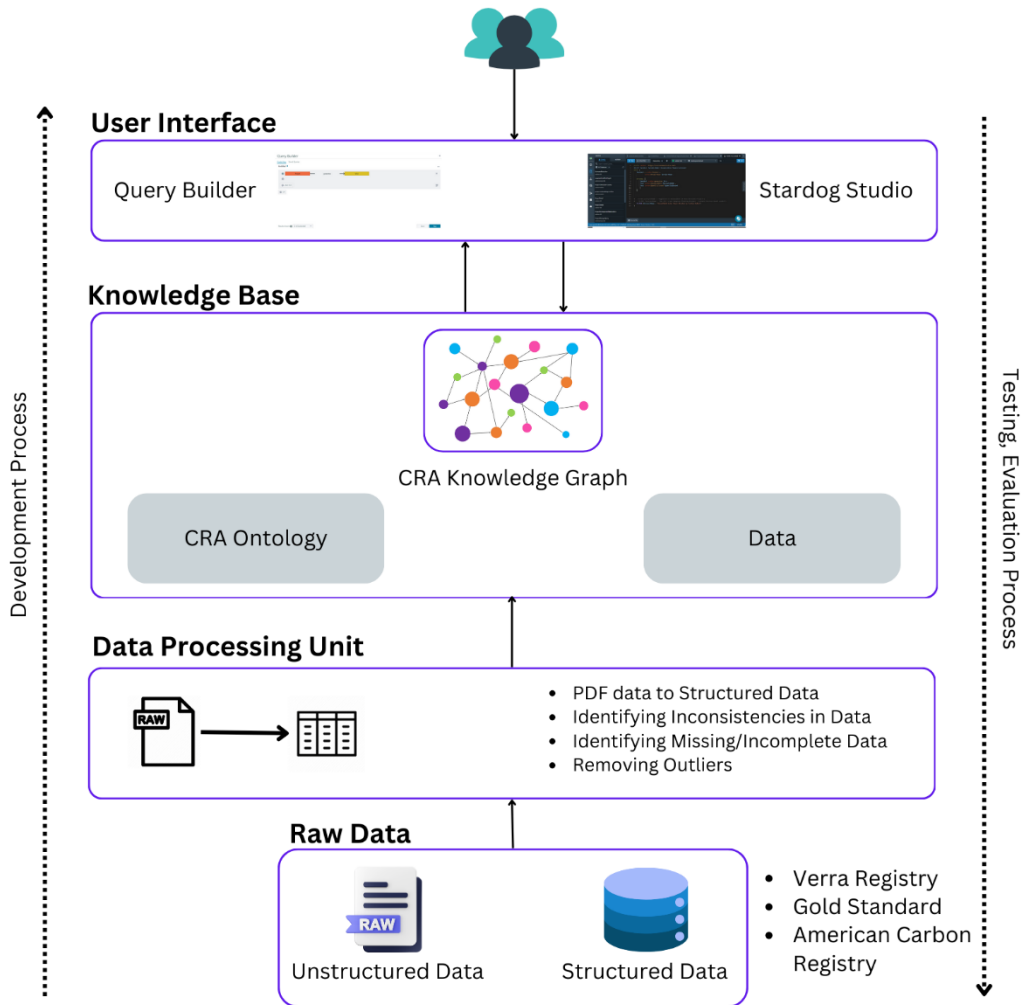 User Interface
Query Builder
Stardog Studio
Knowledge Base
CRA Knowledge Graph
CRA Ontology
Data
Data Processing Unit
RAW
• PDF data to Structured Data
• Identifying Inconsistencies in Data
• Identifying Missing/Incomplete Data
• Removing Outliers
Raw Data
RAW
Unstructured Data
Structured Data
• Verra Registry
• Gold Standard
• American Carbon
Registry
Development Process
Testing, Evaluation Process